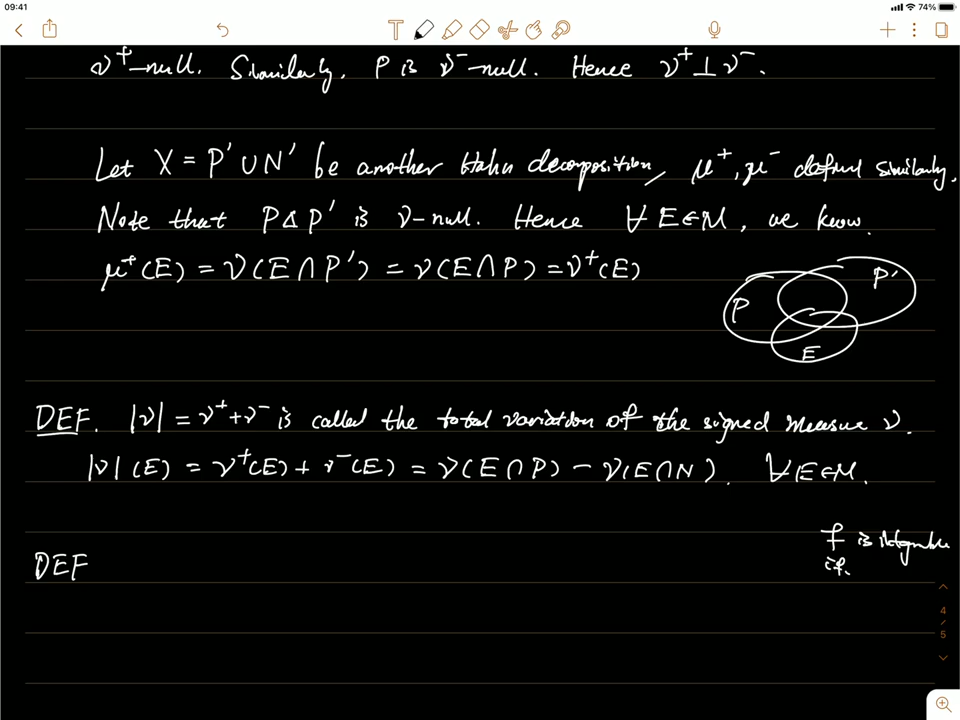 09:41
74%
ν⁺-null. Similarly, P is ν⁻-null. Hence ν⁺ ⊥ ν⁻.
Let X = P' ∪ N' be another Hahn decomposition, μ⁺, μ⁻ defined similarly.
Note that P Δ P' is ν-null. Hence ∀ E ∈ M, we know.
μ⁺(E) = ν(E ∩ P') = ν(E ∩ P) = ν⁺(E)
P P'
E
DEF. |ν| = ν⁺ + ν⁻ is called the total variation of the signed measure ν.
|ν|(E) = ν⁺(E) + ν⁻(E) = ν(E ∩ P) − ν(E ∩ N). ∀ E ∈ M.
f is integrable
if.
DEF
4
/
5